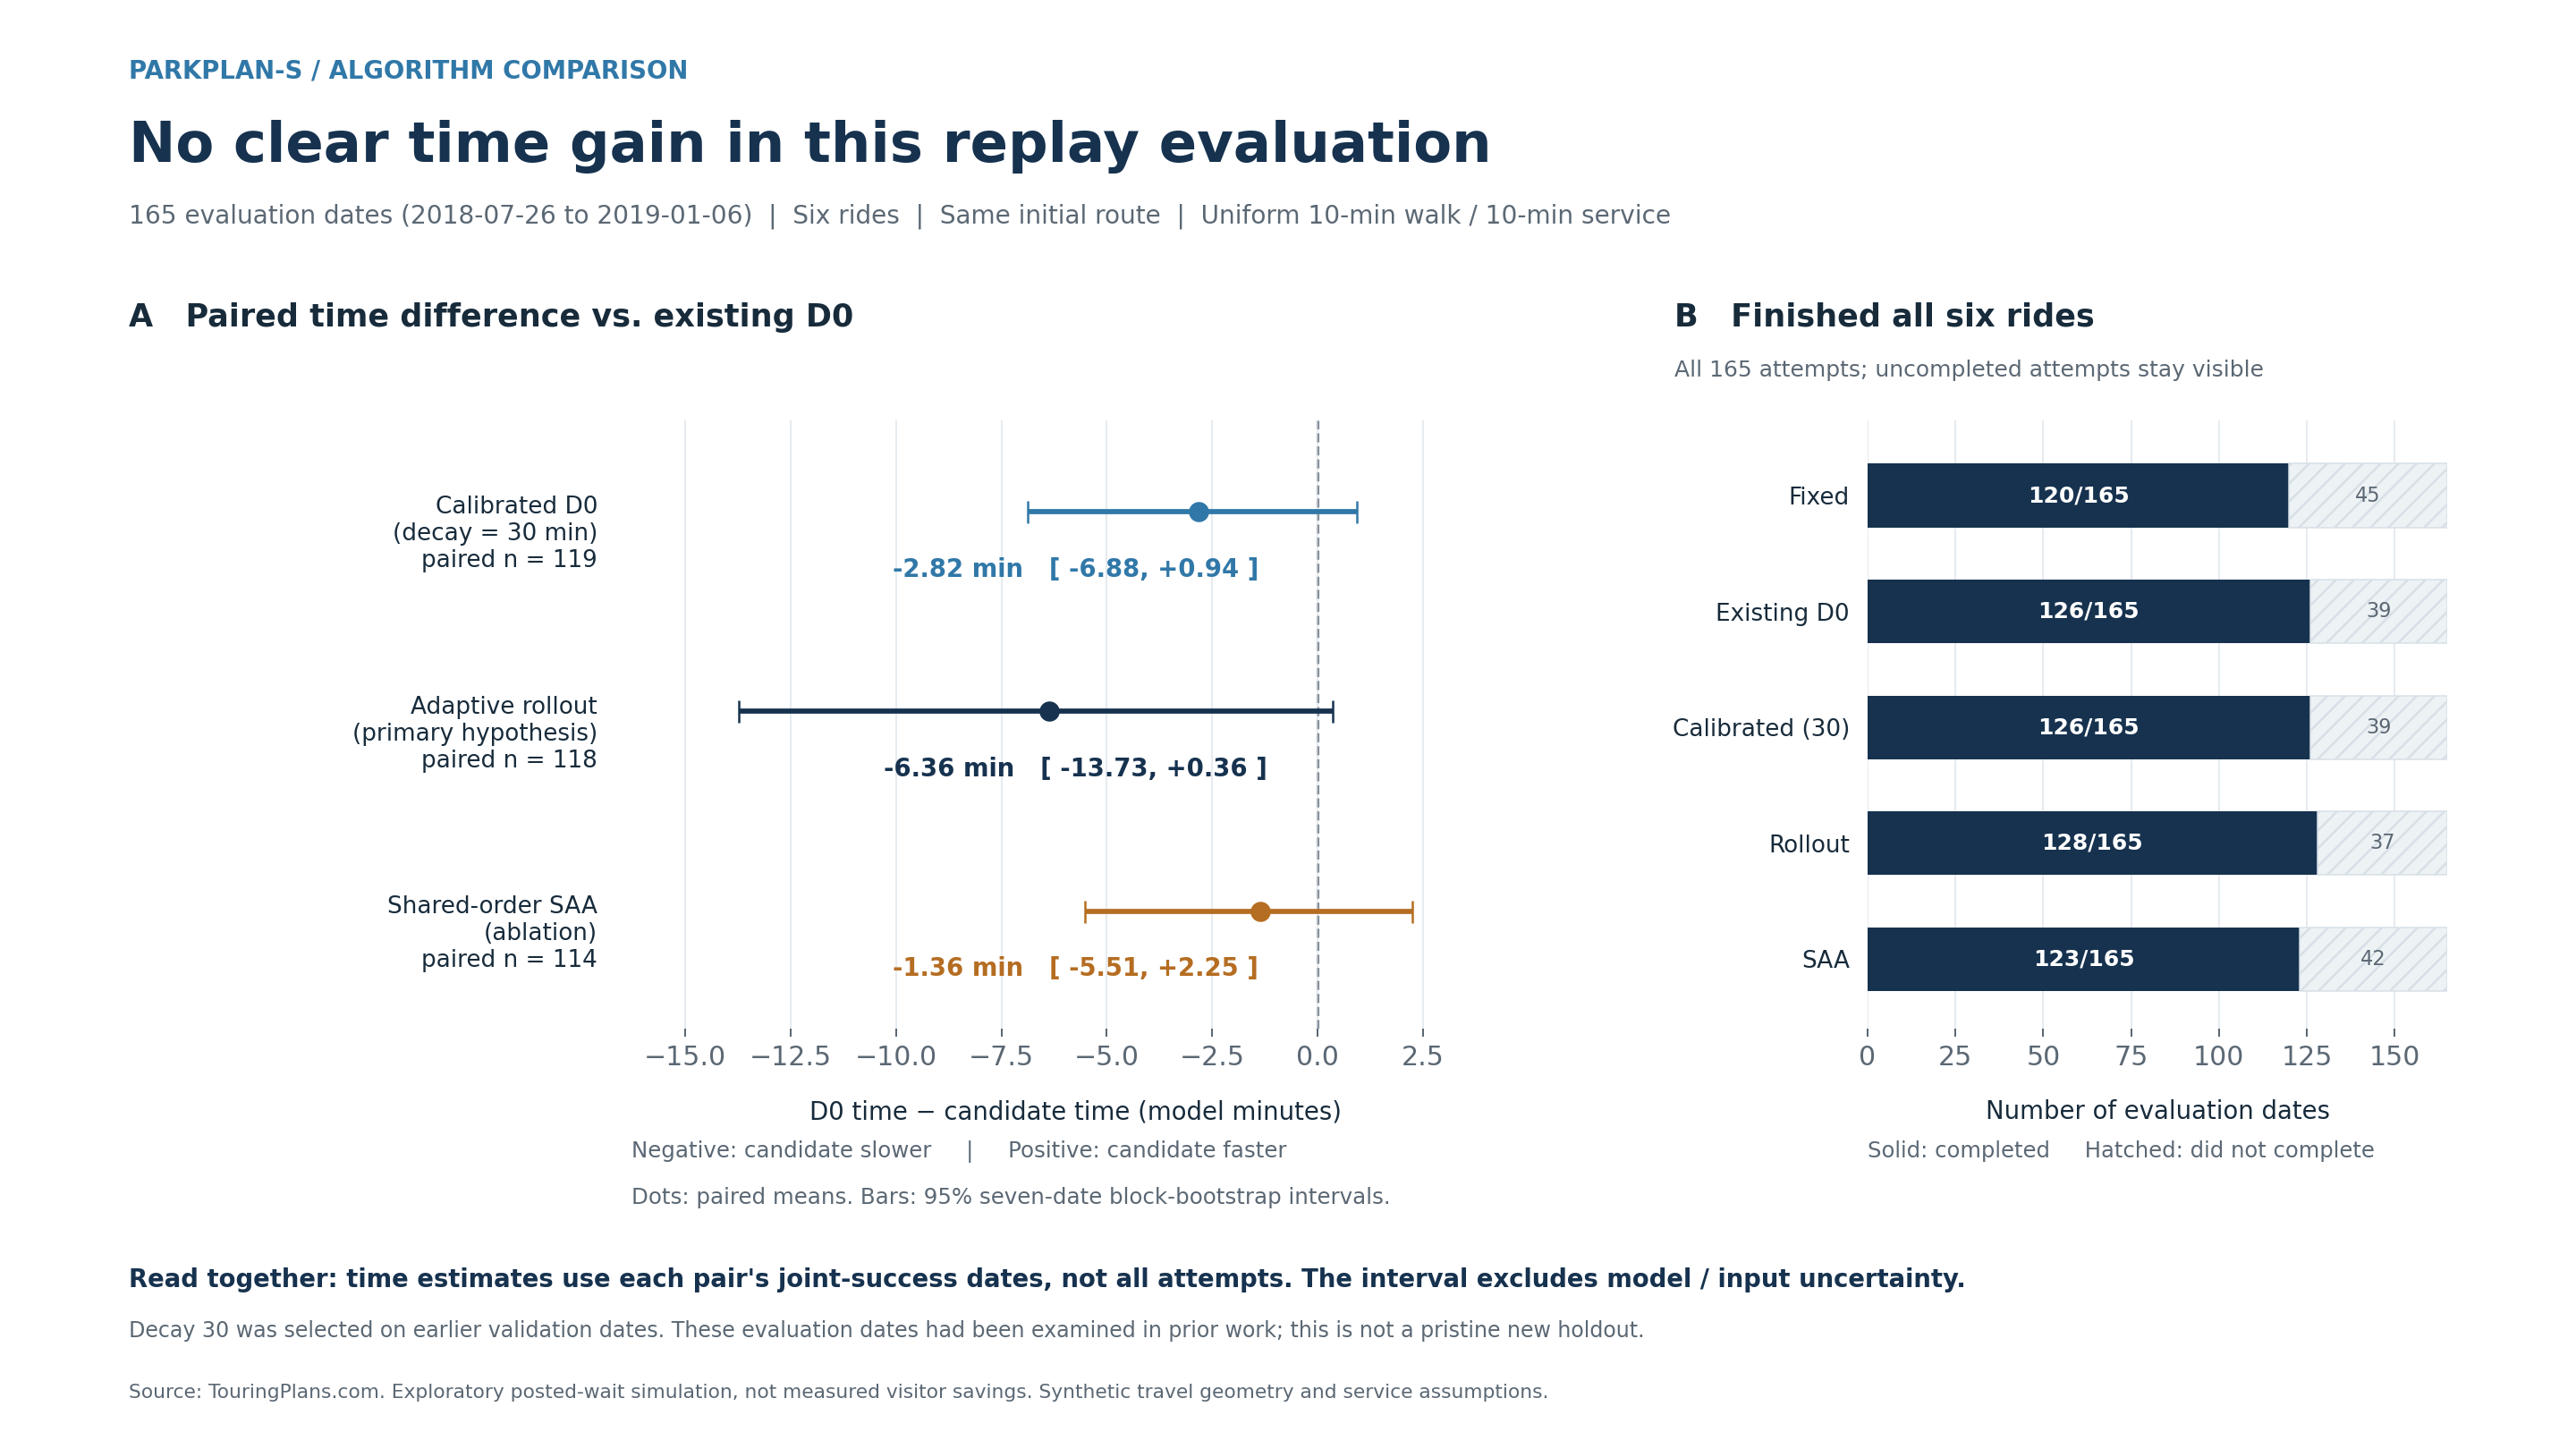 PARKPLAN-S / ALGORITHM COMPARISON
No clear time gain in this replay evaluation
165 evaluation dates (2018-07-26 to 2019-01-06) | Six rides | Same initial route | Uniform 10-min walk / 10-min service
A Paired time difference vs. existing D0
Calibrated D0
(decay = 30 min)
paired n = 119
-2.82 min [ -6.88, +0.94 ]
Adaptive rollout
(primary hypothesis)
paired n = 118
-6.36 min [ -13.73, +0.36 ]
Shared-order SAA
(ablation)
paired n = 114
-1.36 min [ -5.51, +2.25 ]
−15.0 −12.5 −10.0 −7.5 −5.0 −2.5 0.0 2.5
D0 time − candidate time (model minutes)
Negative: candidate slower | Positive: candidate faster
Dots: paired means. Bars: 95% seven-date block-bootstrap intervals.
B Finished all six rides
All 165 attempts; uncompleted attempts stay visible
Fixed 120/165 45
Existing D0 126/165 39
Calibrated (30) 126/165 39
Rollout 128/165 37
SAA 123/165 42
0 25 50 75 100 125 150
Number of evaluation dates
Solid: completed Hatched: did not complete
Read together: time estimates use each pair's joint-success dates, not all attempts. The interval excludes model / input uncertainty.
Decay 30 was selected on earlier validation dates. These evaluation dates had been examined in prior work; this is not a pristine new holdout.
Source: TouringPlans.com. Exploratory posted-wait simulation, not measured visitor savings. Synthetic travel geometry and service assumptions.